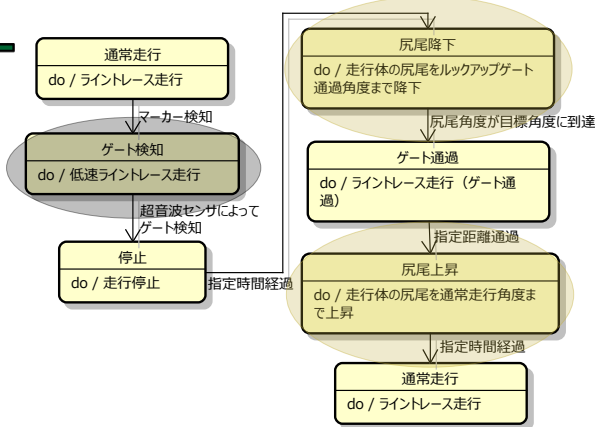 通常走行
do / ライントレース走行
マーカー検知
ゲート検知
do / 低速ライントレース走行
超音波センサによって
ゲート検知
停止
do / 走行停止
指定時間経過
尻尾降下
do / 走行体の尻尾をルックアップゲート
通過角度まで降下
尻尾角度が目標角度に到達
ゲート通過
do / ライントレース走行（ゲート通
過）
指定距離通過
尻尾上昇
do / 走行体の尻尾を通常走行角度ま
で上昇
指定時間経過
通常走行
do / ライントレース走行